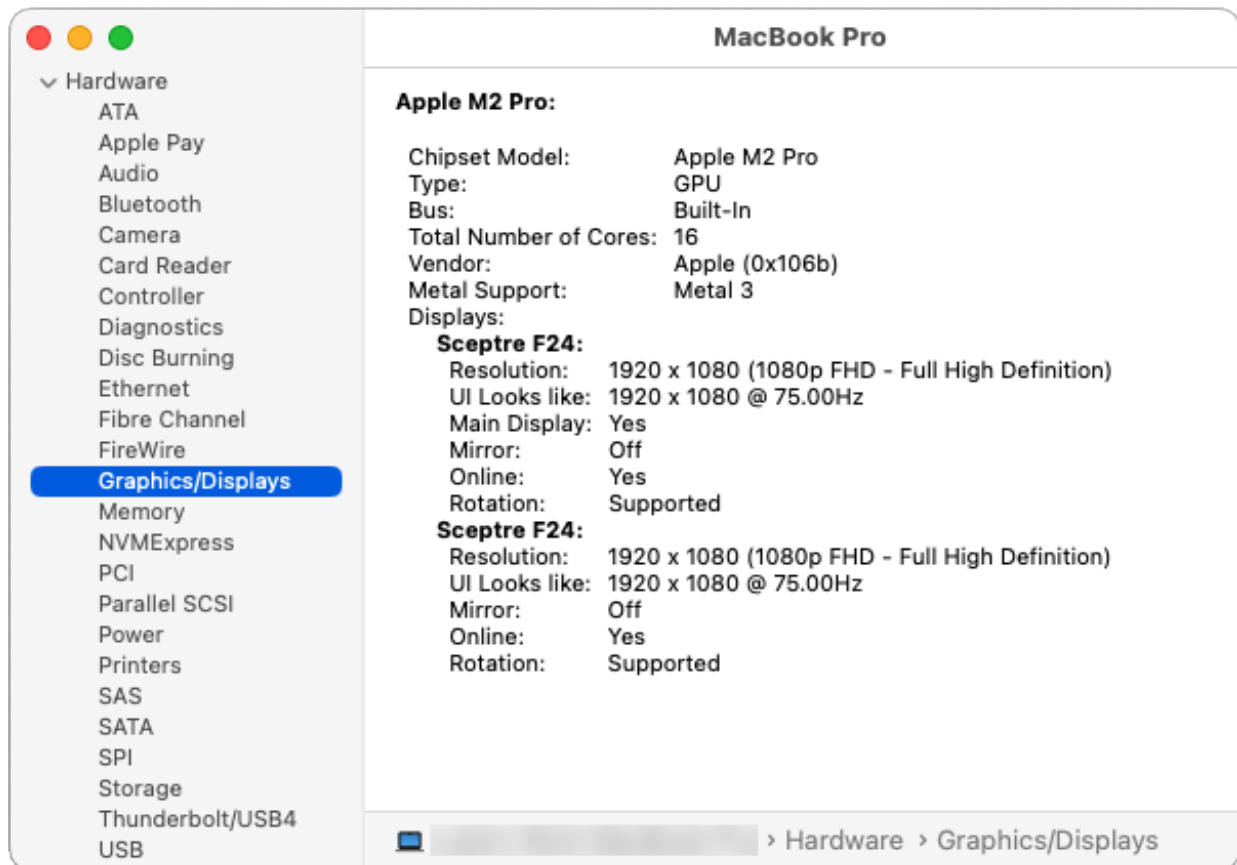 MacBook Pro
Hardware
ATA
Apple Pay
Audio
Bluetooth
Camera
Card Reader
Controller
Diagnostics
Disc Burning
Ethernet
Fibre Channel
FireWire
Graphics/Displays
Memory
NVMExpress
PCI
Parallel SCSI
Power
Printers
SAS
SATA
SPI
Storage
Thunderbolt/USB4
USB
Apple M2 Pro:
Chipset Model: Apple M2 Pro
Type: GPU
Bus: Built-In
Total Number of Cores: 16
Vendor: Apple (0x106b)
Metal Support: Metal 3
Displays:
Sceptre F24:
Resolution: 1920 x 1080 (1080p FHD - Full High Definition)
UI Looks like: 1920 x 1080 @ 75.00Hz
Main Display: Yes
Mirror: Off
Online: Yes
Rotation: Supported
Sceptre F24:
Resolution: 1920 x 1080 (1080p FHD - Full High Definition)
UI Looks like: 1920 x 1080 @ 75.00Hz
Mirror: Off
Online: Yes
Rotation: Supported
› Hardware › Graphics/Displays